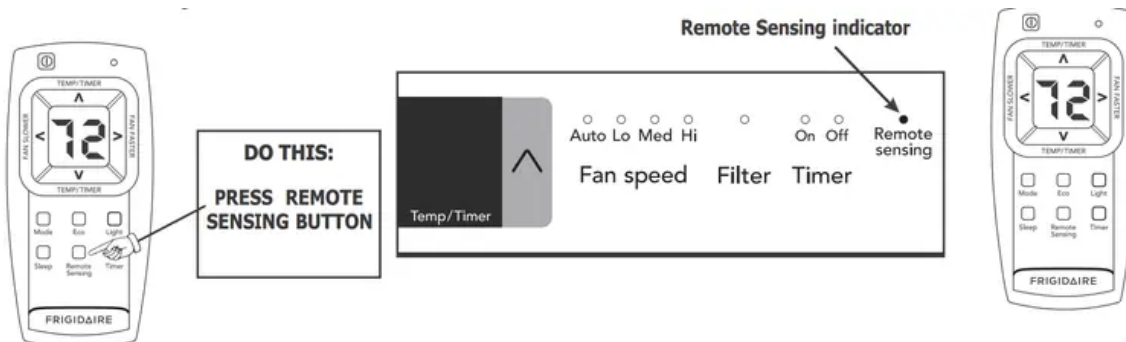 TEMP/TIMER
FAN SLOWER
72
FAN FASTER
TEMP/TIMER
Mode Eco Light
Sleep Remote Sensing Timer
FRIGIDAIRE
DO THIS:
PRESS REMOTE
SENSING BUTTON
Remote Sensing indicator
Temp/Timer
Auto Lo Med Hi
Fan speed
Filter
On Off
Timer
Remote
sensing
TEMP/TIMER
FAN SLOWER
72
FAN FASTER
TEMP/TIMER
Mode Eco Light
Sleep Remote Sensing Timer
FRIGIDAIRE